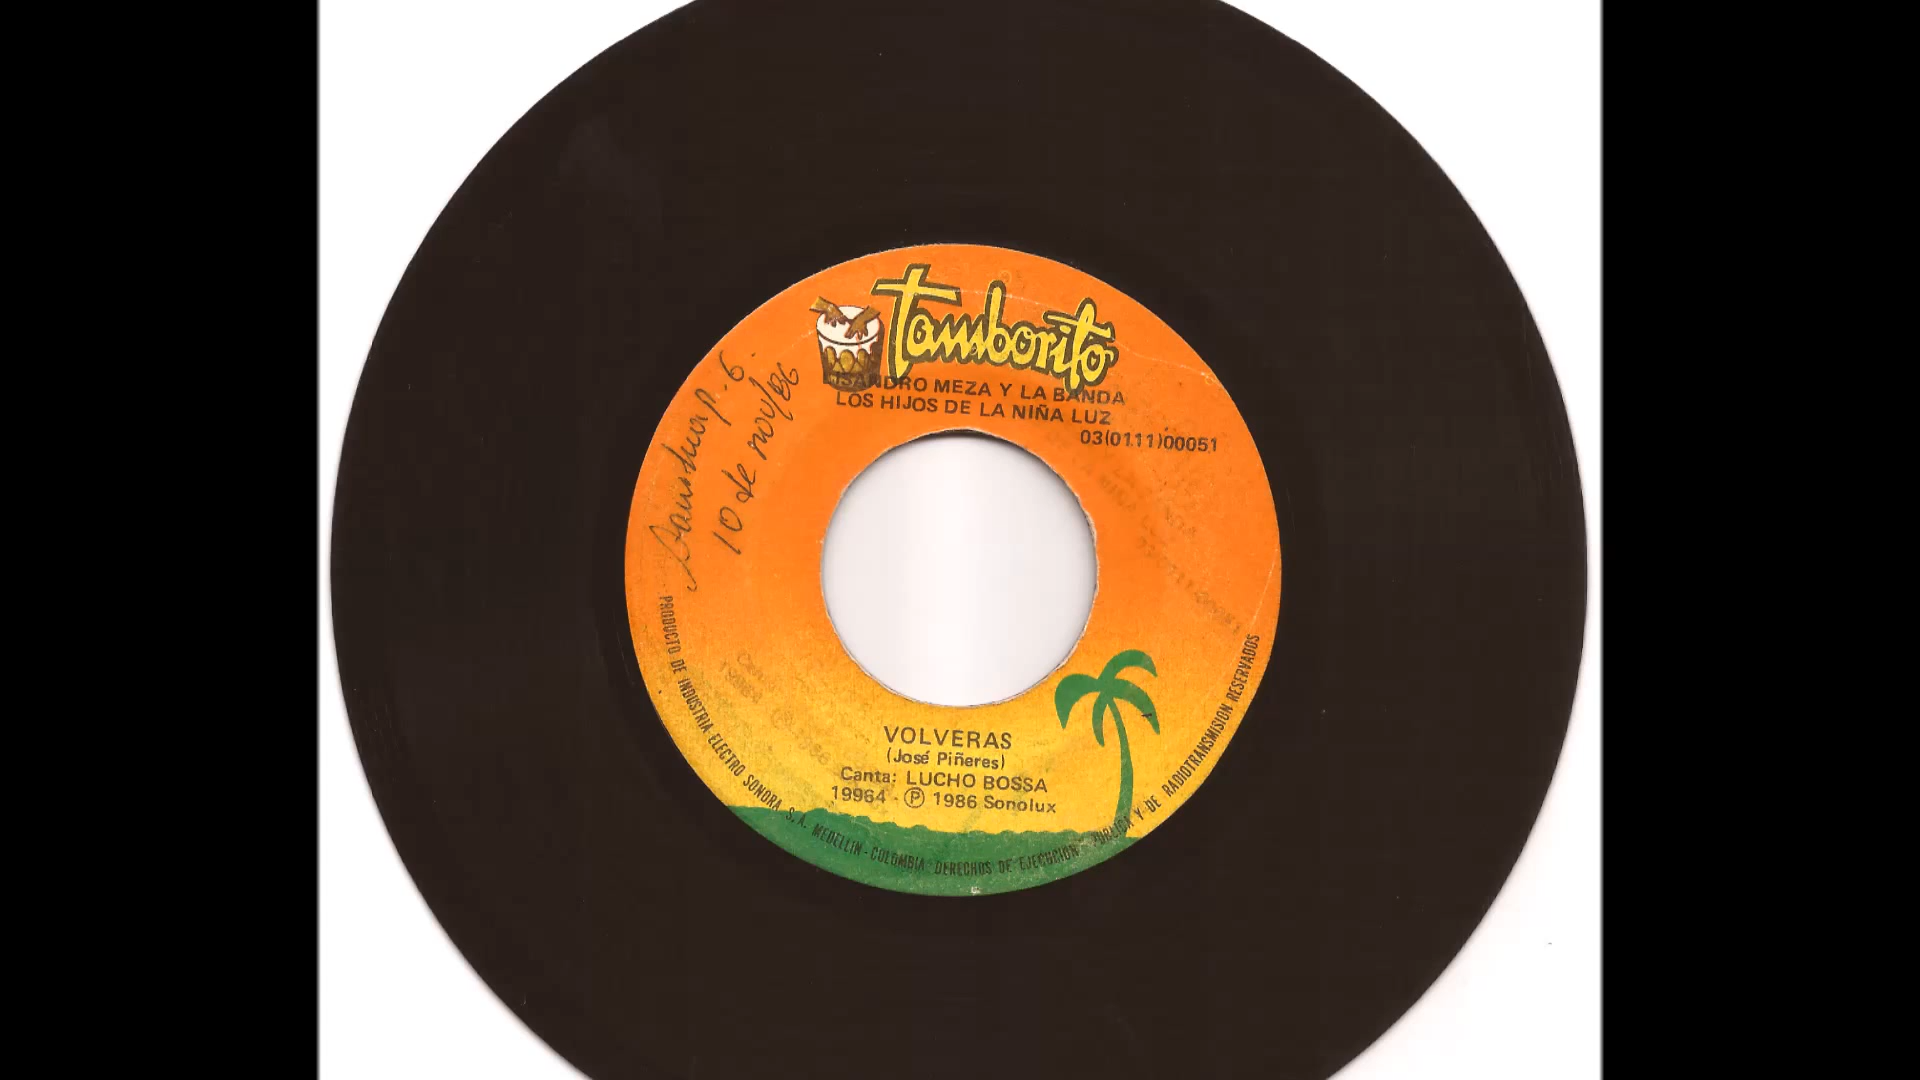 Tamborito
LISANDRO MEZA Y LA BANDA
LOS HIJOS DE LA NIÑA LUZ
03(0111)00051
10 de nov/86
VOLVERAS
(José Piñeres)
Canta: LUCHO BOSSA
19964 - Ⓟ 1986 Sonolux
PRODUCTO DE INDUSTRIA ELECTRO SONORA S. A. MEDELLIN - COLOMBIA DERECHOS DE EJECUCION PUBLICA Y DE RADIOTRANSMISION RESERVADOS